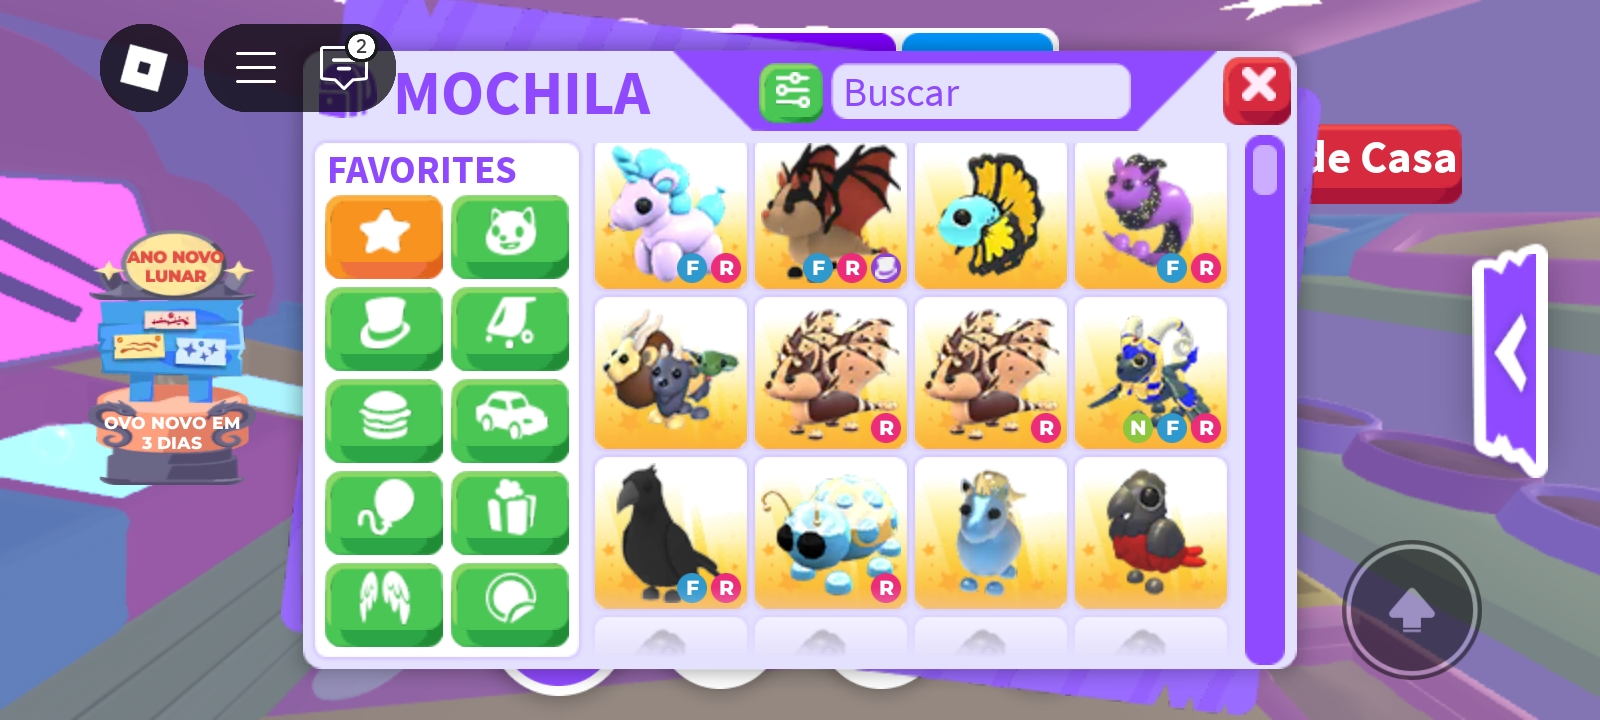 2
MOCHILA
Buscar
FAVORITES
de Casa
ANO NOVO
LUNAR
OVO NOVO EM
3 DIAS
F R
F R
F R
R
R
N F R
F R
R